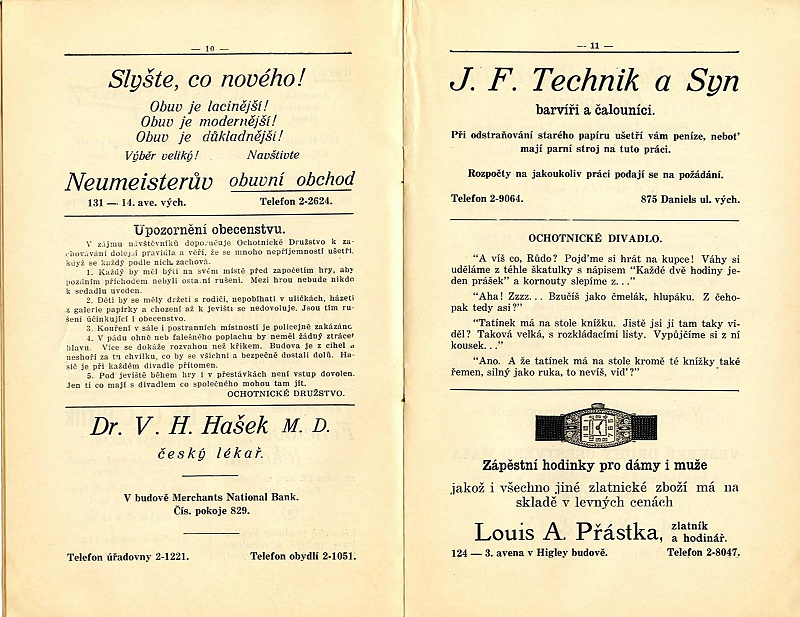 — 10 —
Slyšte, co nového!
Obuv je lacinější!
Obuv je modernější!
Obuv je důkladnější!
Výběr veliký! Navštivte
Neumeisterův obuvní obchod
131 — 14. ave. vých. Telefon 2-2624.
Upozornění obecenstvu.
V zájmu návštěvníků doporučuje Ochotnické Družstvo k za-
chovávání dolejší pravidla a věří, že se mnoho nepříjemností ušetří,
když se každý podle nich zachová.
1. Každý by měl býti na svém místě před započetím hry, aby
pozdním příchodem nebyli ostatní rušeni. Mezi hrou nebude nikdo
k sedadlu uveden.
2. Děti by se měly držeti s rodiči, nepobíhati v uličkách, házeti
z galerie papírky a chození až k jevišti se nedovoluje. Jsou tím ru-
šeni účinkující i obecenstvo.
3. Kouření v sále i postranních místností je policejně zakázáno
4. V pádu ohně neb falešného poplachu by neměl žádný ztráceť
hlavu. Více se dokáže rozvahou než křikem. Budova je z cihel a
neshoří za tu chvilku, co by se všichni a bezpečně dostali dolů. Ha-
sič je při každém divadle přítomen.
5. Pod jeviště během hry i v přestávkách není vstup dovolen.
Jen ti co mají s divadlem co společného mohou tam jít.
OCHOTNICKÉ DRUŽSTVO.
Dr. V. H. Hašek M. D.
český lékař.
V budově Merchants National Bank.
Čís. pokoje 829.
Telefon úřadovny 2-1221. Telefon obydlí 2-1051.
— 11 —
J. F. Technik a Syn
barvíři a čalouníci.
Při odstraňování starého papíru ušetří vám peníze, neboť
mají parní stroj na tuto práci.
Rozpočty na jakoukoliv práci podají se na požádání.
Telefon 2-9064. 875 Daniels ul. vých.
OCHOTNICKÉ DIVADLO.
“A víš co, Růdo? Pojď'me si hrát na kupce! Váhy si
uděláme z téhle škatulky s nápisem “Každé dvě hodiny je-
den prášek” a kornouty slepíme z. . .”
“Aha! Zzzz... Bzučíš jako čmelák, hlupáku. Z čeho-
pak tedy asi?”
“Tatínek má na stole knížku. Jistě jsi ji tam taky vi-
děl? Taková velká, s rozkládacími listy. Vypůjčíme si z ní
kousek. . .”
“Ano. A že tatínek má na stole kromě té knížky také
řemen, silný jako ruka, to nevíš, vid'?”
Zápěstní hodinky pro dámy i muže
jakož i všechno jiné zlatnické zboží má na
skladě v levných cenách
Louis A. Přástka, zlatník
a hodinář.
124 — 3. avena v Higley budově. Telefon 2-8047.